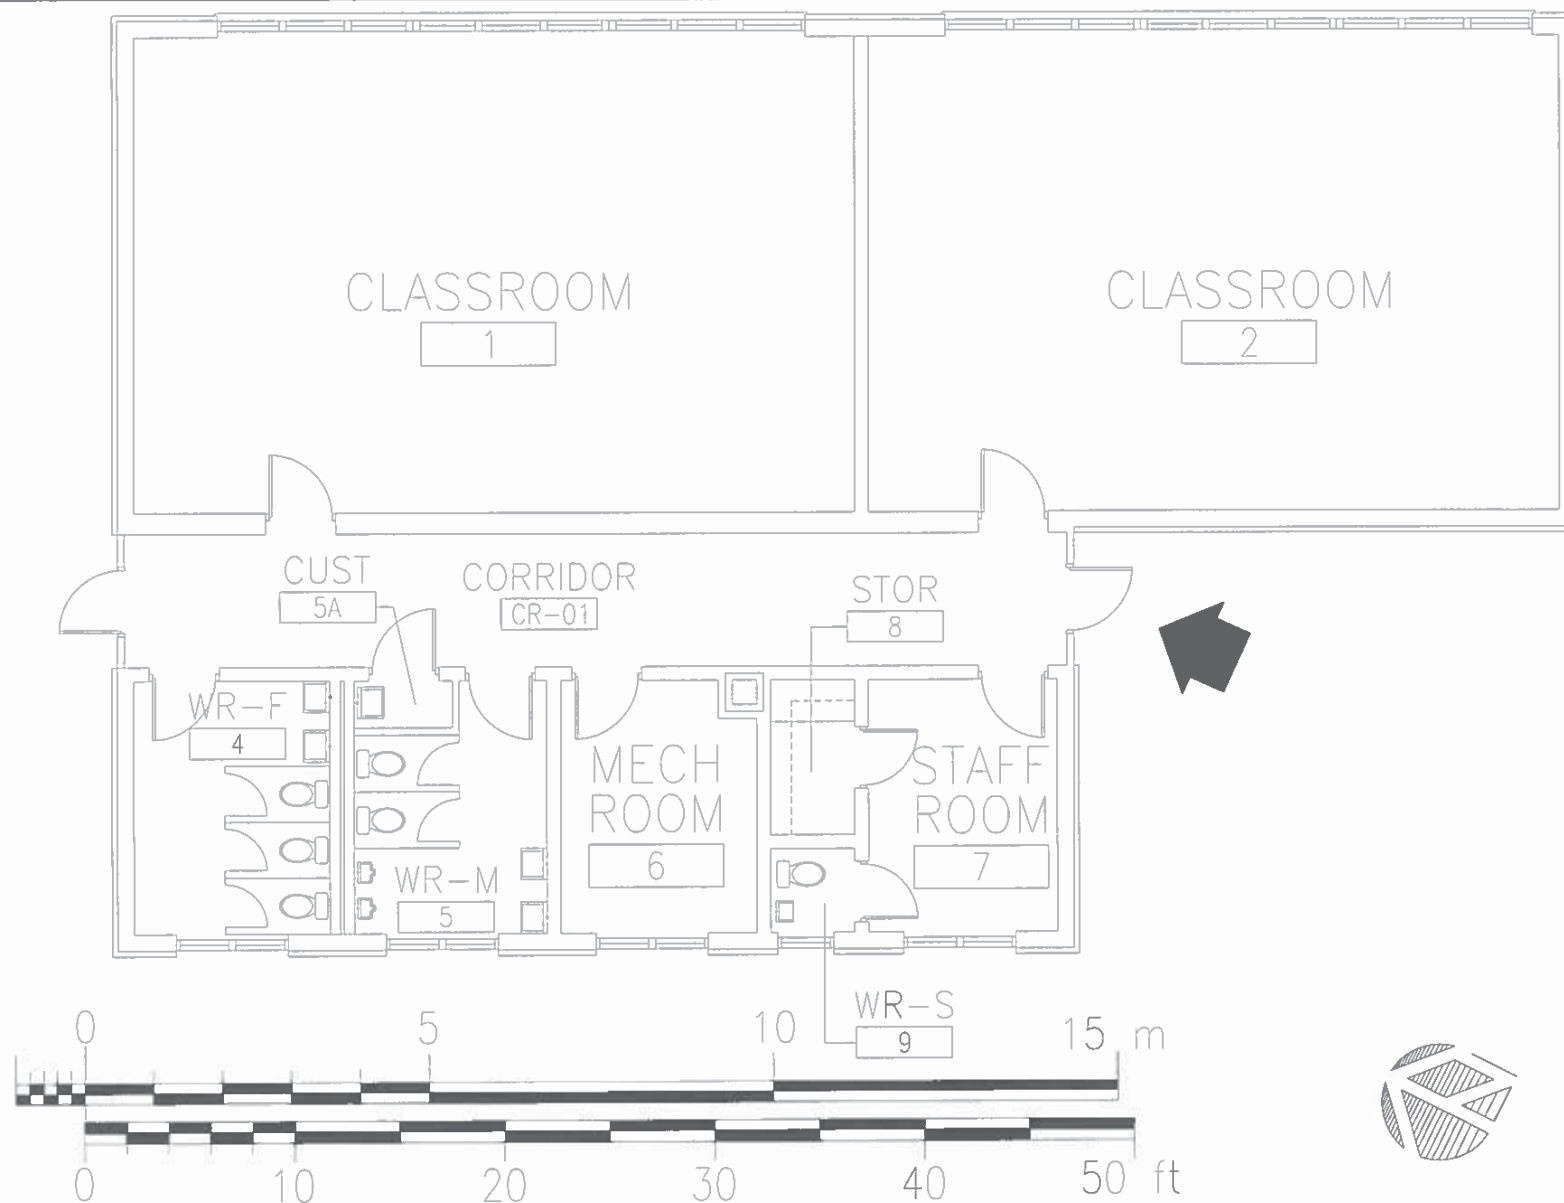 CLASSROOM
1
CLASSROOM
2
CUST
5A
CORRIDOR
CR-01
STOR
8
WR-F
4
MECH
ROOM
6
STAFF
ROOM
7
WR-M
5
WR-S
9
0 5 10 15 m
0 10 20 30 40 50 ft